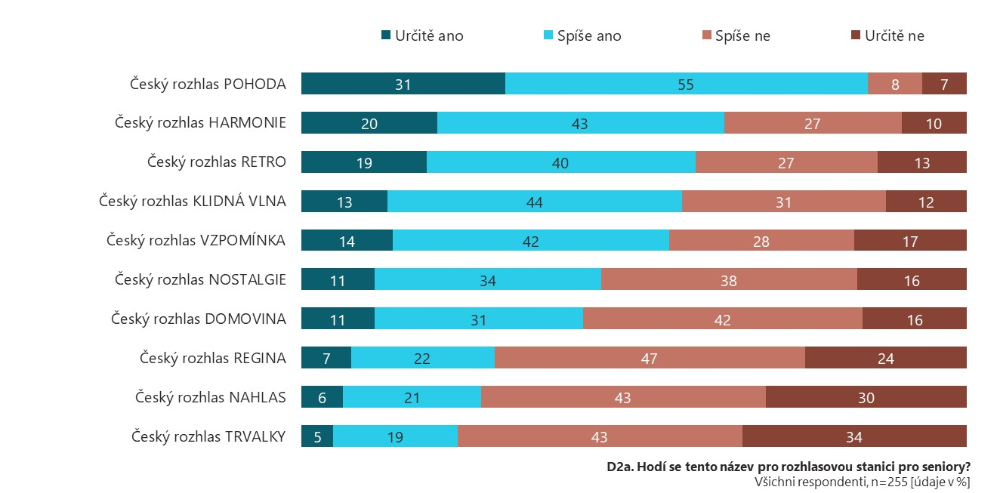 Určitě ano Spíše ano Spíše ne Určitě ne
Český rozhlas POHODA 31 55 8 7
Český rozhlas HARMONIE 20 43 27 10
Český rozhlas RETRO 19 40 27 13
Český rozhlas KLIDNÁ VLNA 13 44 31 12
Český rozhlas VZPOMÍNKA 14 42 28 17
Český rozhlas NOSTALGIE 11 34 38 16
Český rozhlas DOMOVINA 11 31 42 16
Český rozhlas REGINA 7 22 47 24
Český rozhlas NAHLAS 6 21 43 30
Český rozhlas TRVALKY 5 19 43 34
D2a. Hodí se tento název pro rozhlasovou stanici pro seniory?
Všichni respondenti, n=255 [údaje v %]